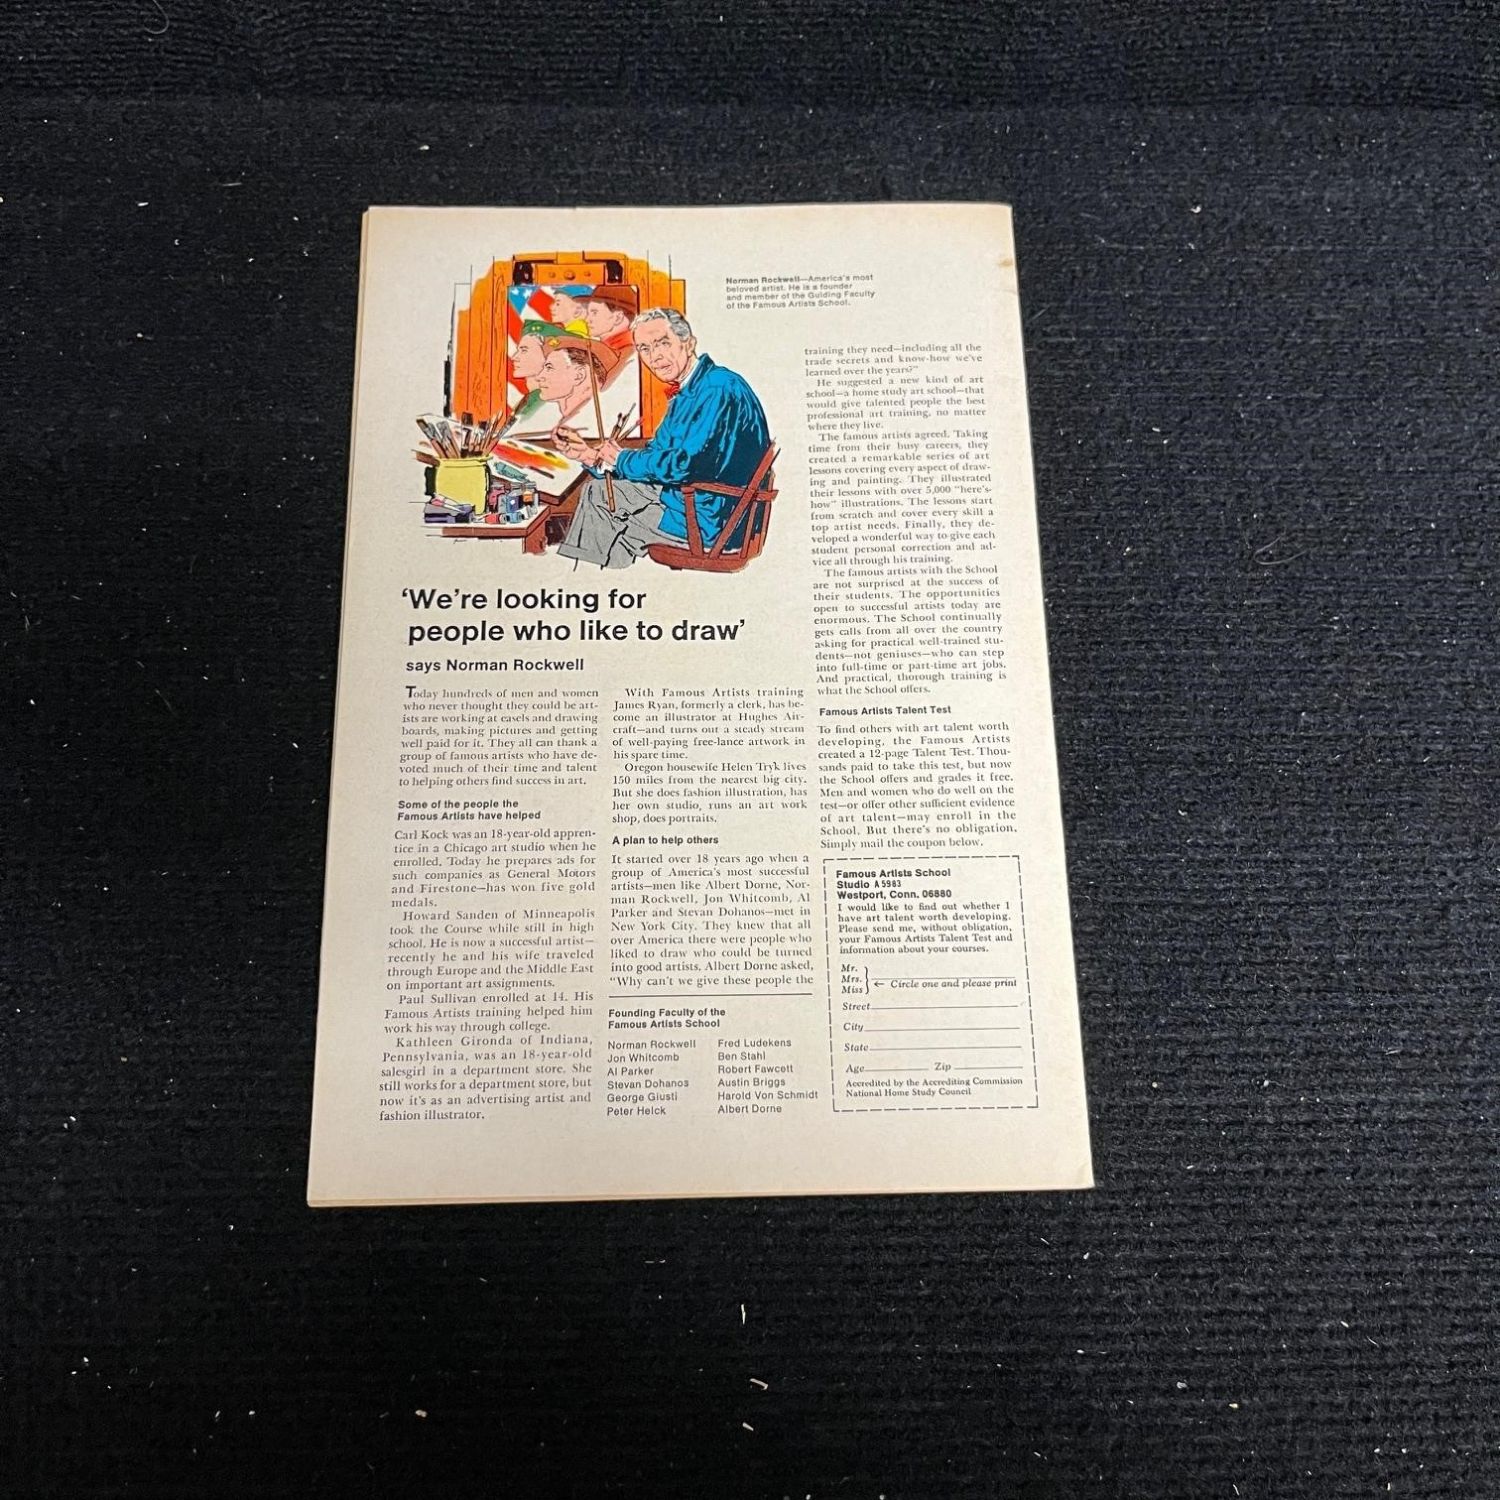 Norman Rockwell—America's most
beloved artist. He is a founder
and member of the Guiding Faculty
of the Famous Artists School.
'We're looking for
people who like to draw'
says Norman Rockwell
Today hundreds of men and women
who never thought they could be art-
ists are working at easels and drawing
boards, making pictures and getting
well paid for it. They all can thank a
group of famous artists who have de-
voted much of their time and talent
to helping others find success in art.
Some of the people the
Famous Artists have helped
Carl Kock was an 18-year-old appren-
tice in a Chicago art studio when he
enrolled. Today he prepares ads for
such companies as General Motors
and Firestone—has won five gold
medals.
Howard Sanden of Minneapolis
took the Course while still in high
school. He is now a successful artist—
recently he and his wife traveled
through Europe and the Middle East
on important art assignments.
Paul Sullivan enrolled at 14. His
Famous Artists training helped him
work his way through college.
Kathleen Gironda of Indiana,
Pennsylvania, was an 18-year-old
salesgirl in a department store. She
still works for a department store, but
now it's as an advertising artist and
fashion illustrator.
With Famous Artists training
James Ryan, formerly a clerk, has be-
come an illustrator at Hughes Air-
craft—and turns out a steady stream
of well-paying free-lance artwork in
his spare time.
Oregon housewife Helen Tryk lives
150 miles from the nearest big city.
But she does fashion illustration, has
her own studio, runs an art work
shop, does portraits.
A plan to help others
It started over 18 years ago when a
group of America's most successful
artists—men like Albert Dorne, Nor-
man Rockwell, Jon Whitcomb, Al
Parker and Stevan Dohanos—met in
New York City. They knew that all
over America there were people who
liked to draw who could be turned
into good artists. Albert Dorne asked,
"Why can't we give these people the
Founding Faculty of the
Famous Artists School
Norman Rockwell
Jon Whitcomb
Al Parker
Stevan Dohanos
George Giusti
Peter Helck
Fred Ludekens
Ben Stahl
Robert Fawcett
Austin Briggs
Harold Von Schmidt
Albert Dorne
training they need—including all the
trade secrets and know-how we've
learned over the years?"
He suggested a new kind of art
school—a home study art school—that
would give talented people the best
professional art training, no matter
where they live.
The famous artists agreed. Taking
time from their busy careers, they
created a remarkable series of art
lessons covering every aspect of draw-
ing and painting. They illustrated
their lessons with over 5,000 "here's-
how" illustrations. The lessons start
from scratch and cover every skill a
top artist needs. Finally, they de-
veloped a wonderful way to give each
student personal correction and ad-
vice all through his training.
The famous artists with the School
are not surprised at the success of
their students. The opportunities
open to successful artists today are
enormous. The School continually
gets calls from all over the country
asking for practical well-trained stu-
dents—not geniuses—who can step
into full-time or part-time art jobs.
And practical, thorough training is
what the School offers.
Famous Artists Talent Test
To find others with art talent worth
developing, the Famous Artists
created a 12-page Talent Test. Thou-
sands paid to take this test, but now
the School offers and grades it free.
Men and women who do well on the
test—or offer other sufficient evidence
of art talent—may enroll in the
School. But there's no obligation.
Simply mail the coupon below.
Famous Artists School
Studio A 5983
Westport, Conn. 06880
I would like to find out whether I
have art talent worth developing.
Please send me, without obligation,
your Famous Artists Talent Test and
information about your courses.
Mr.
Mrs.
Miss
← Circle one and please print
Street
City
State
Age Zip
Accredited by the Accrediting Commission
National Home Study Council